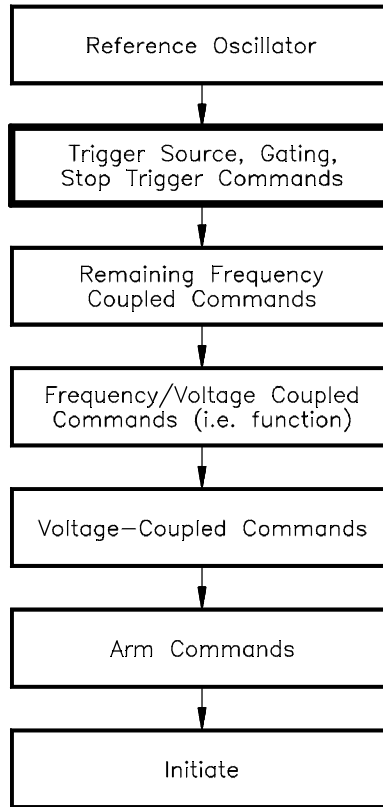 Reference Oscillator
Trigger Source, Gating,
Stop Trigger Commands
Remaining Frequency
Coupled Commands
Frequency/Voltage Coupled
Commands (i.e. function)
Voltage-Coupled Commands
Arm Commands
Initiate